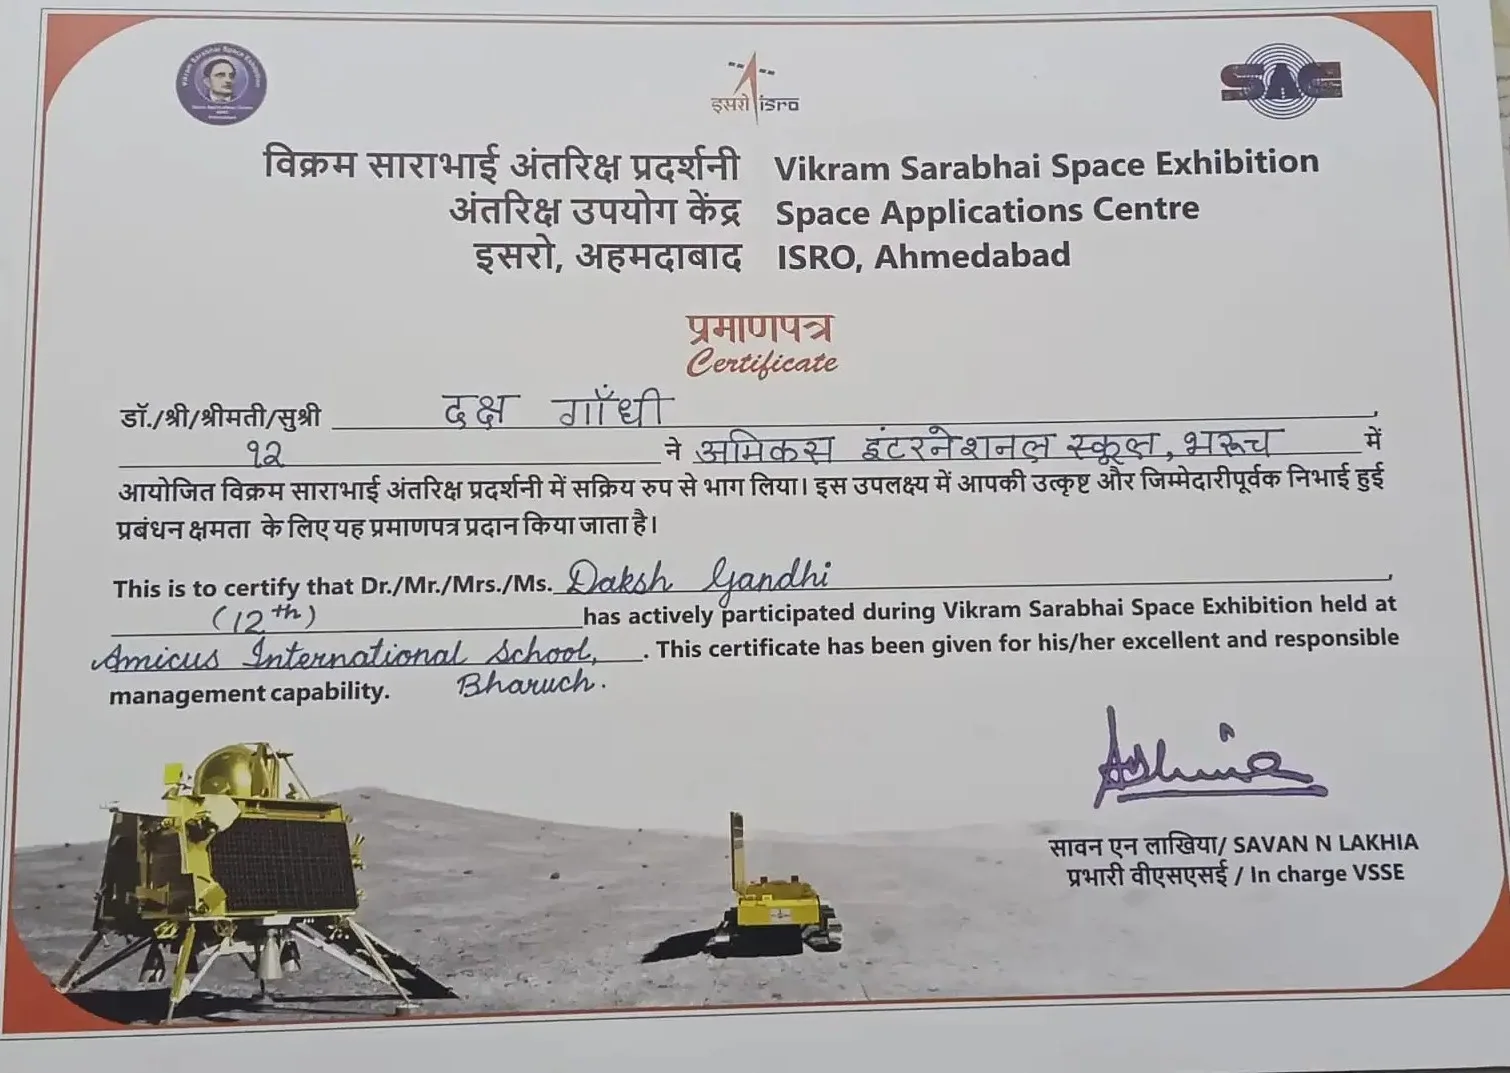 Vikram Sarabhai Space Exhibition
इसरो isro
SAC
विक्रम साराभाई अंतरिक्ष प्रदर्शनी Vikram Sarabhai Space Exhibition
अंतरिक्ष उपयोग केंद्र Space Applications Centre
इसरो, अहमदाबाद ISRO, Ahmedabad
प्रमाणपत्र
Certificate
डॉ./श्री/श्रीमती/सुश्री दक्ष गाँधी,
१२ ने अमिकस इंटरनेशनल स्कूल, भरूच में
आयोजित विक्रम साराभाई अंतरिक्ष प्रदर्शनी में सक्रिय रुप से भाग लिया। इस उपलक्ष्य में आपकी उत्कृष्ट और जिम्मेदारीपूर्वक निभाई हुई
प्रबंधन क्षमता के लिए यह प्रमाणपत्र प्रदान किया जाता है।
This is to certify that Dr./Mr./Mrs./Ms. Daksh Gandhi,
(12th) has actively participated during Vikram Sarabhai Space Exhibition held at
Amicus International School, . This certificate has been given for his/her excellent and responsible
management capability. Bharuch.
सावन एन लाखिया/ SAVAN N LAKHIA
प्रभारी वीएसएसई / In charge VSSE